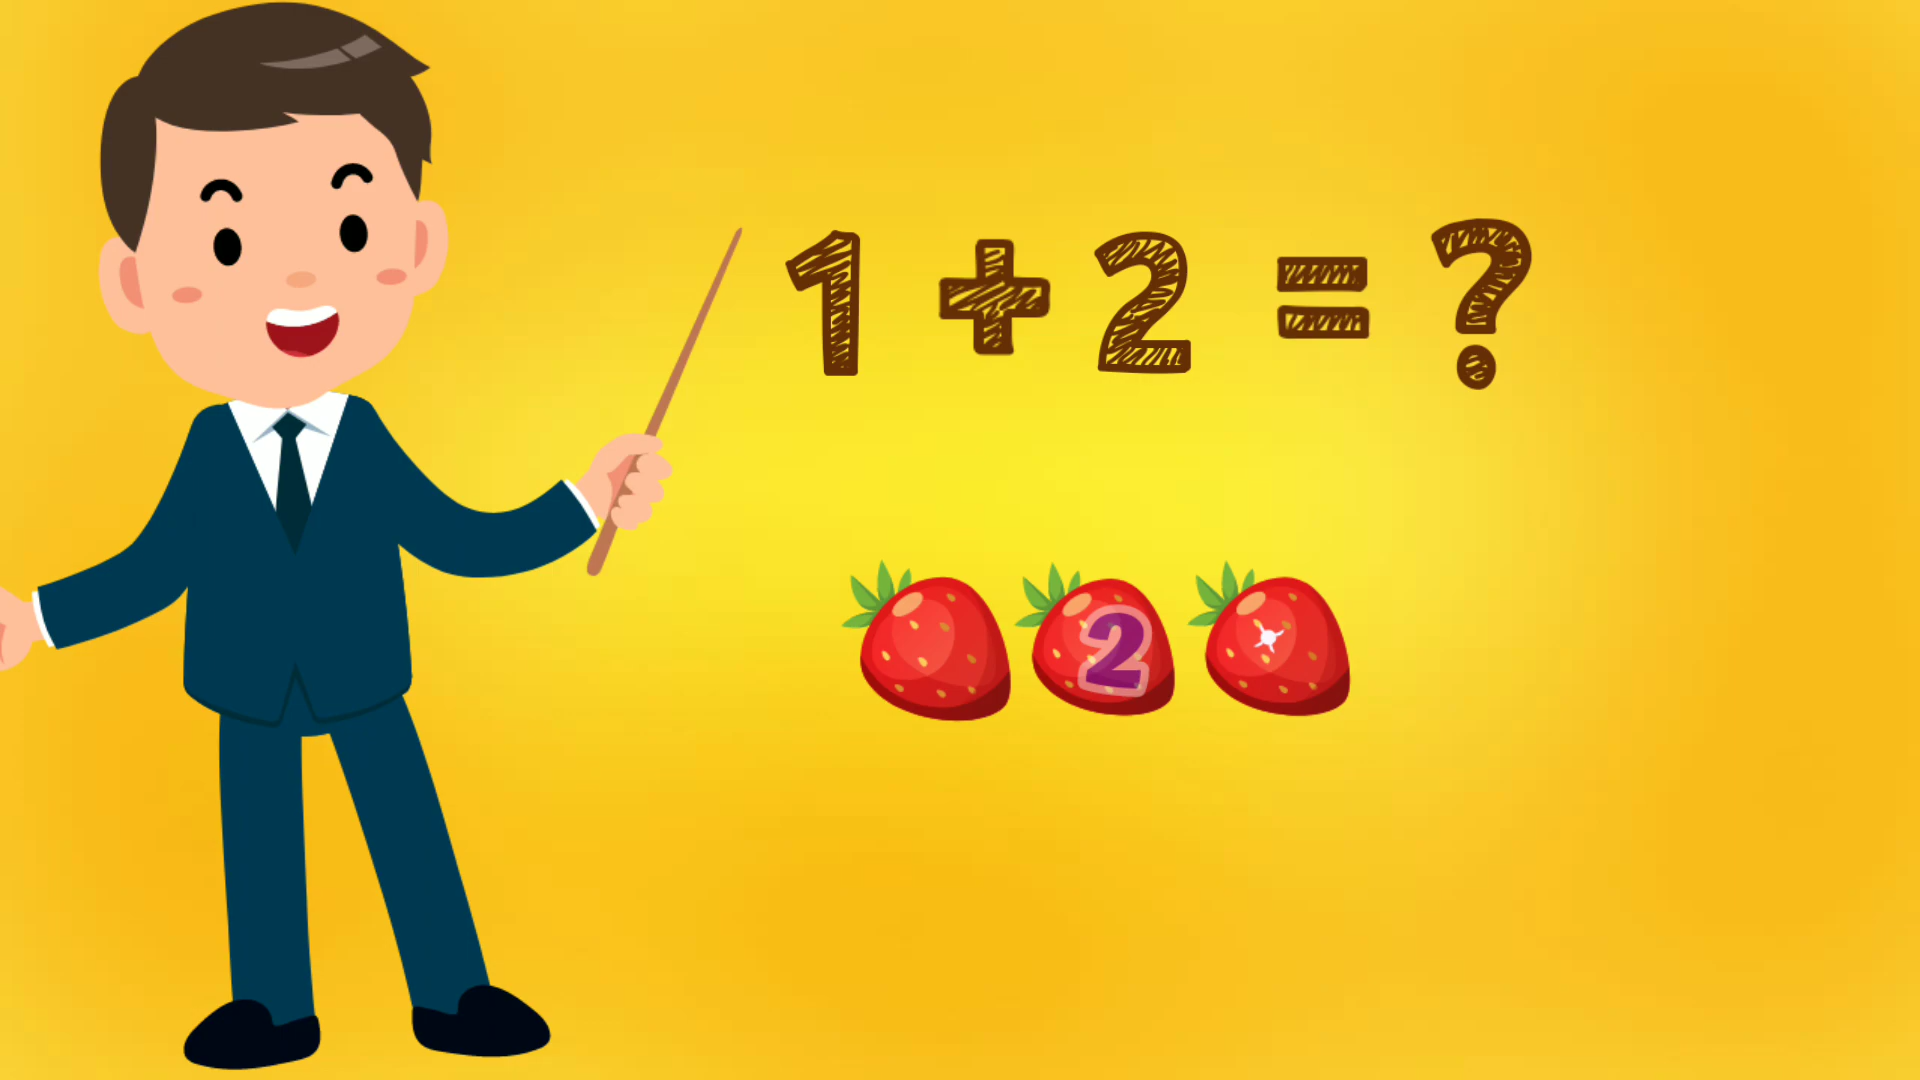 1 + 2 = ?
2